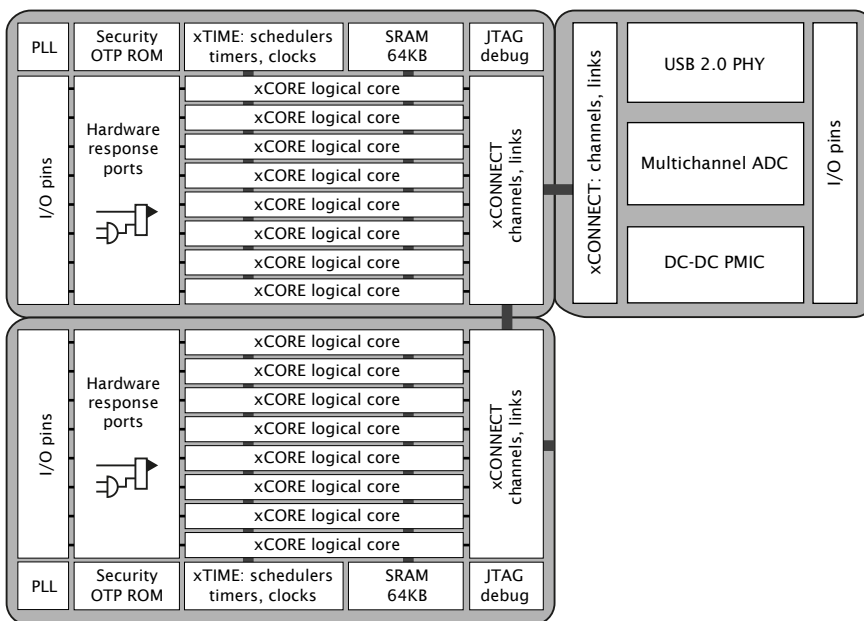 PLL
Security
OTP ROM
xTIME: schedulers
timers, clocks
SRAM
64KB
JTAG
debug
I/O pins
Hardware
response
ports
xCORE logical core
xCORE logical core
xCORE logical core
xCORE logical core
xCORE logical core
xCORE logical core
xCORE logical core
xCORE logical core
xCONNECT
channels, links
xCONNECT: channels, links
USB 2.0 PHY
Multichannel ADC
DC-DC PMIC
I/O pins
I/O pins
Hardware
response
ports
xCORE logical core
xCORE logical core
xCORE logical core
xCORE logical core
xCORE logical core
xCORE logical core
xCORE logical core
xCORE logical core
xCONNECT
channels, links
PLL
Security
OTP ROM
xTIME: schedulers
timers, clocks
SRAM
64KB
JTAG
debug